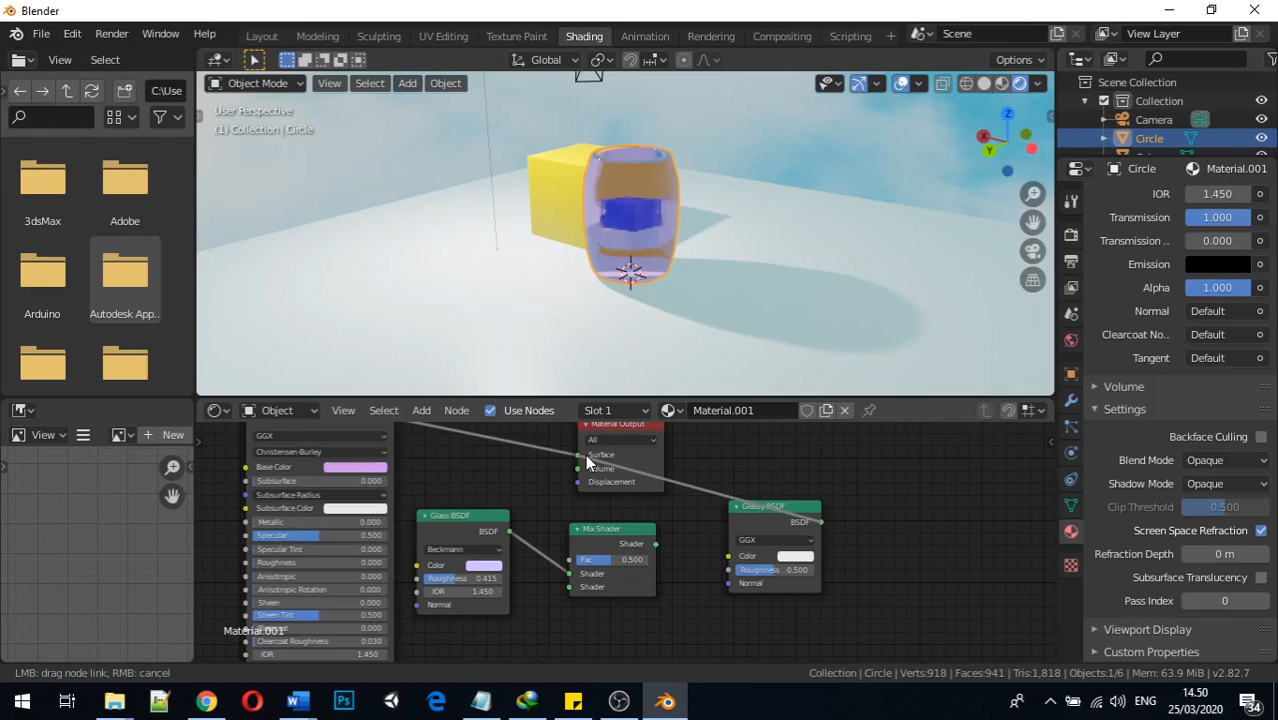 Blender
File Edit Render Window Help Layout Modeling Sculpting UV Editing Texture Paint Shading Animation Rendering Compositing Scripting Scene View Layer
View Select Global Options
Object Mode View Select Add Object Scene Collection
C:\Use Collection
User Perspective Camera
(1) Collection | Circle Circle
Z
X
Y
Circle Material.001
IOR 1.450
3dsMax Adobe Transmission 1.000
Transmission .. 0.000
Emission
Alpha 1.000
Normal Default
Arduino Autodesk App.. Clearcoat No.. Default
Tangent Default
Volume
View New Object View Select Add Node Use Nodes Slot 1 Material.001 Settings
Material Output
GGX All Backface Culling
Christensen-Burley Surface Blend Mode Opaque
Base Color Volume
Subsurface 0.000 Displacement Shadow Mode Opaque
Subsurface Radius
Subsurface Color Glossy BSDF Clip Threshold 0.500
Metallic 0.000 Glass BSDF BSDF
Specular 0.500 BSDF Mix Shader GGX Screen Space Refraction
Specular Tint 0.000 Beckmann Shader Color Refraction Depth 0 m
Roughness 0.000 Color Fac 0.500 Roughness 0.500
Anisotropic 0.000 Roughness 0.415 Shader Normal Subsurface Translucency
Anisotropic Rotation 0.000 IOR 1.450 Shader
Sheen 0.000 Normal Pass Index 0
Sheen Tint 0.500
0.000 Viewport Display
Material.001
Clearcoat Roughness 0.030
IOR 1.450 Custom Properties
LMB: drag node link, RMB: cancel Collection | Circle | Verts:918 | Faces:941 | Tris:1,818 | Objects:1/6 | Mem: 63.9 MiB | v2.82.7
ENG 14.50 25/03/2020 34